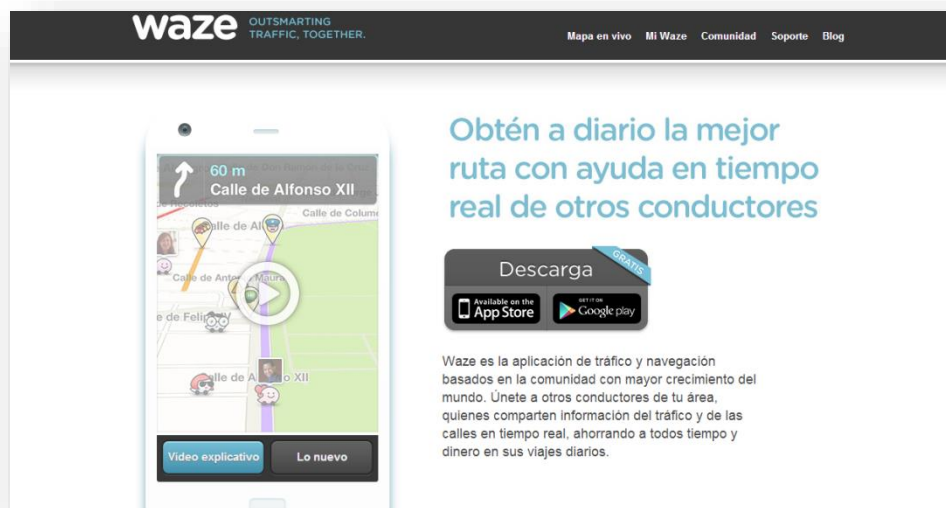 waze
OUTSMARTING
TRAFFIC, TOGETHER.
Mapa en vivo Mi Waze Comunidad Soporte Blog
60 m
Calle de Alfonso XII
Calle de Colum
Calle de Al
Calle de Anto Maura
e de Felip IV
alle de A o XII
Video explicativo
Lo nuevo
Obtén a diario la mejor
ruta con ayuda en tiempo
real de otros conductores
Descarga
GRATIS
Available on the
App Store
GET IT ON
Google play
Waze es la aplicación de tráfico y navegación
basados en la comunidad con mayor crecimiento del
mundo. Únete a otros conductores de tu área,
quienes comparten información del tráfico y de las
calles en tiempo real, ahorrando a todos tiempo y
dinero en sus viajes diarios.